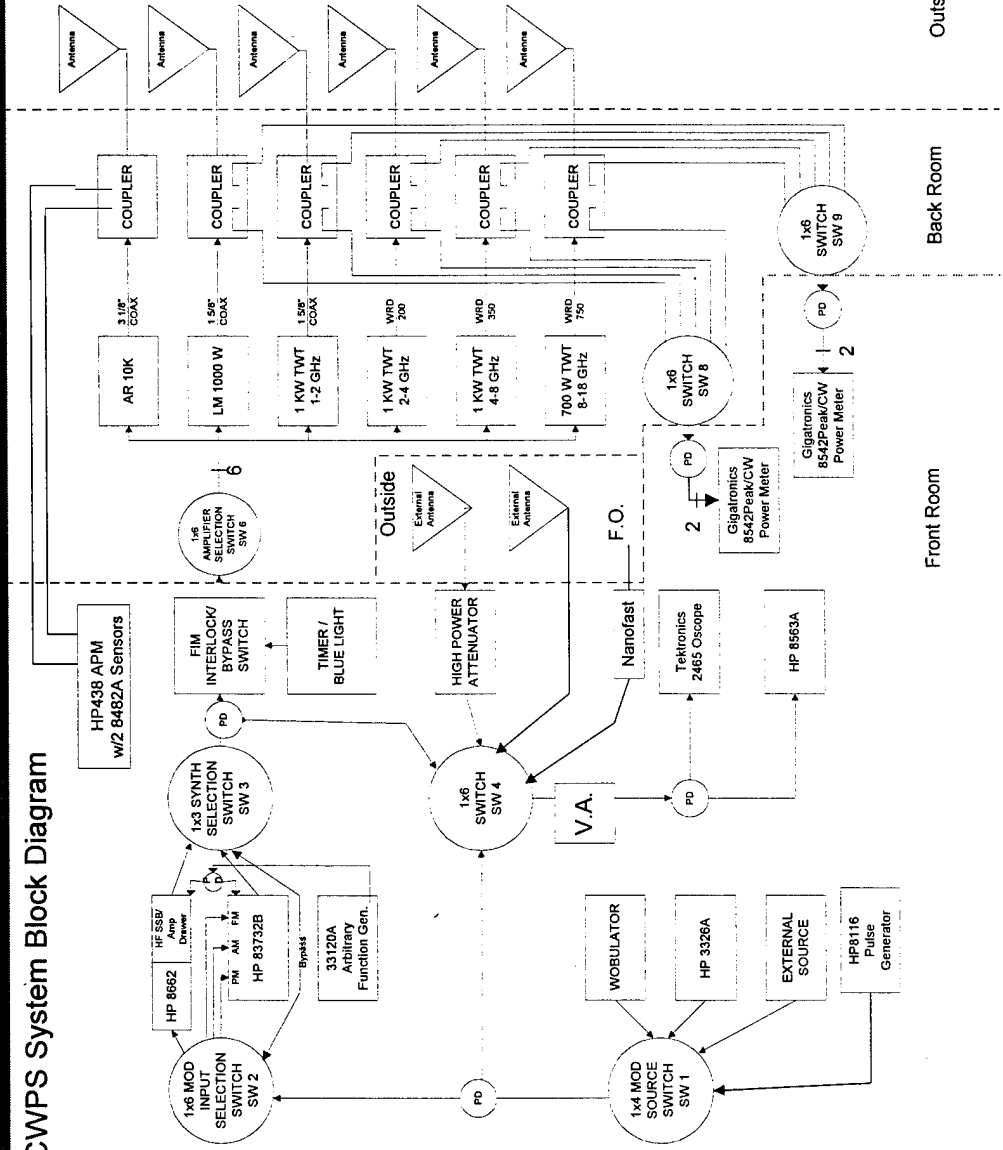 CWPS System Block Diagram
Antenna
Antenna
Antenna
Antenna
Antenna
Antenna
COUPLER
COUPLER
COUPLER
COUPLER
COUPLER
COUPLER
3 1/8"
COAX
1 5/8"
COAX
1 5/8"
COAX
WRD
200
WRD
350
WRD
750
AR 10K
LM 1000 W
1 KW TWT
1-2 GHz
1 KW TWT
2-4 GHz
1 KW TWT
4-8 GHz
700 W TWT
8-18 GHz
6
1x6
AMPLIFIER
SELECTION
SWITCH
SW 6
HP438 APM
w/2 8482A Sensors
FIM
INTERLOCK/
BYPASS
SWITCH
TIMER /
BLUE LIGHT
HIGH POWER
ATTENUATOR
Outside
External
Antenna
External
Antenna
F.O.
Nanofast
Tektronics
2465 Oscope
HP 8563A
PD
PD
1x3 SYNTH
SELECTION
SWITCH
SW 3
1x6
SWITCH
SW 4
V.A.
HF SSB/
Amp
Drawer
HP 8662
P
D
PM
AM
FM
HP 83732B
Bypass
33120A
Arbitrary
Function Gen.
1x6 MOD
INPUT
SELECTION
SWITCH
SW 2
PD
WOBULATOR
HP 3326A
EXTERNAL
SOURCE
HP8116
Pulse
Generator
1x4 MOD
SOURCE
SWITCH
SW 1
1x6
SWITCH
SW 8
PD
2
Gigatronics
8542Peak/CW
Power Meter
1x6
SWITCH
SW 9
PD
2
Gigatronics
8542Peak/CW
Power Meter
Front Room
Back Room
Outs